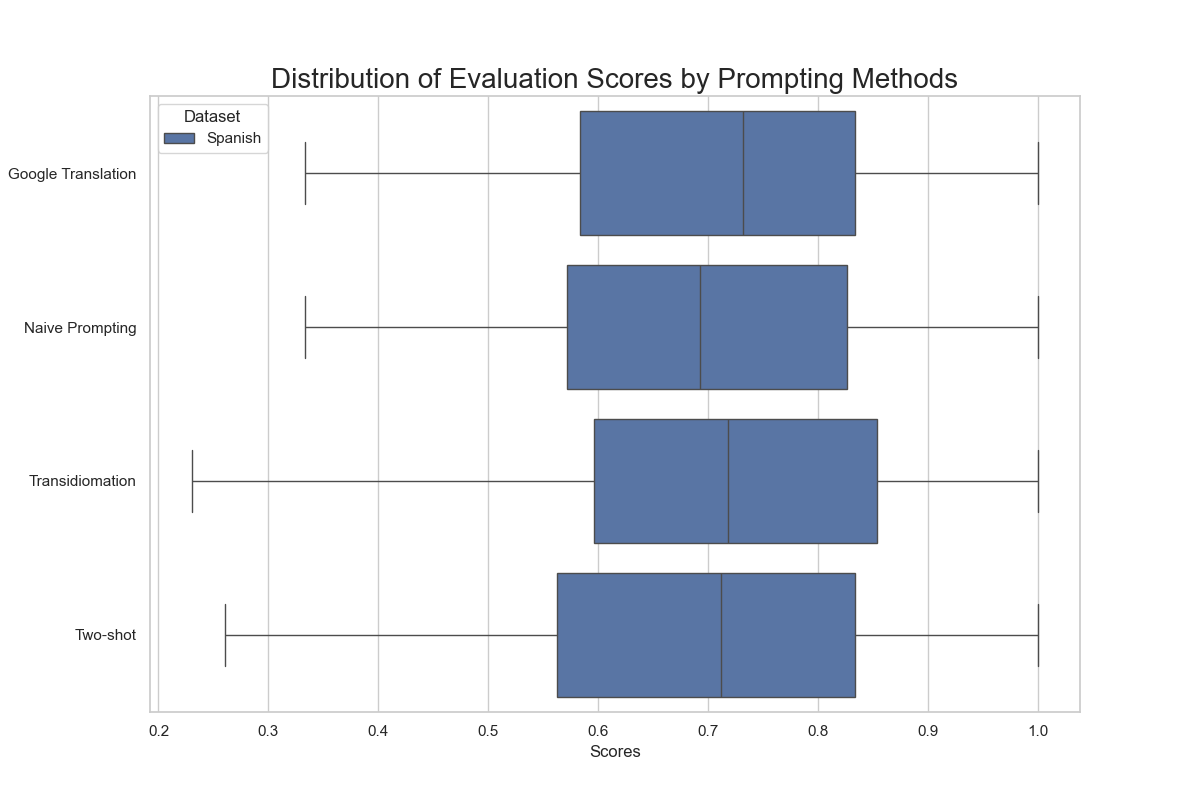 Distribution of Evaluation Scores by Prompting Methods
Dataset
Spanish
Google Translation
Naive Prompting
Transidiomation
Two-shot
0.2 0.3 0.4 0.5 0.6 0.7 0.8 0.9 1.0
Scores